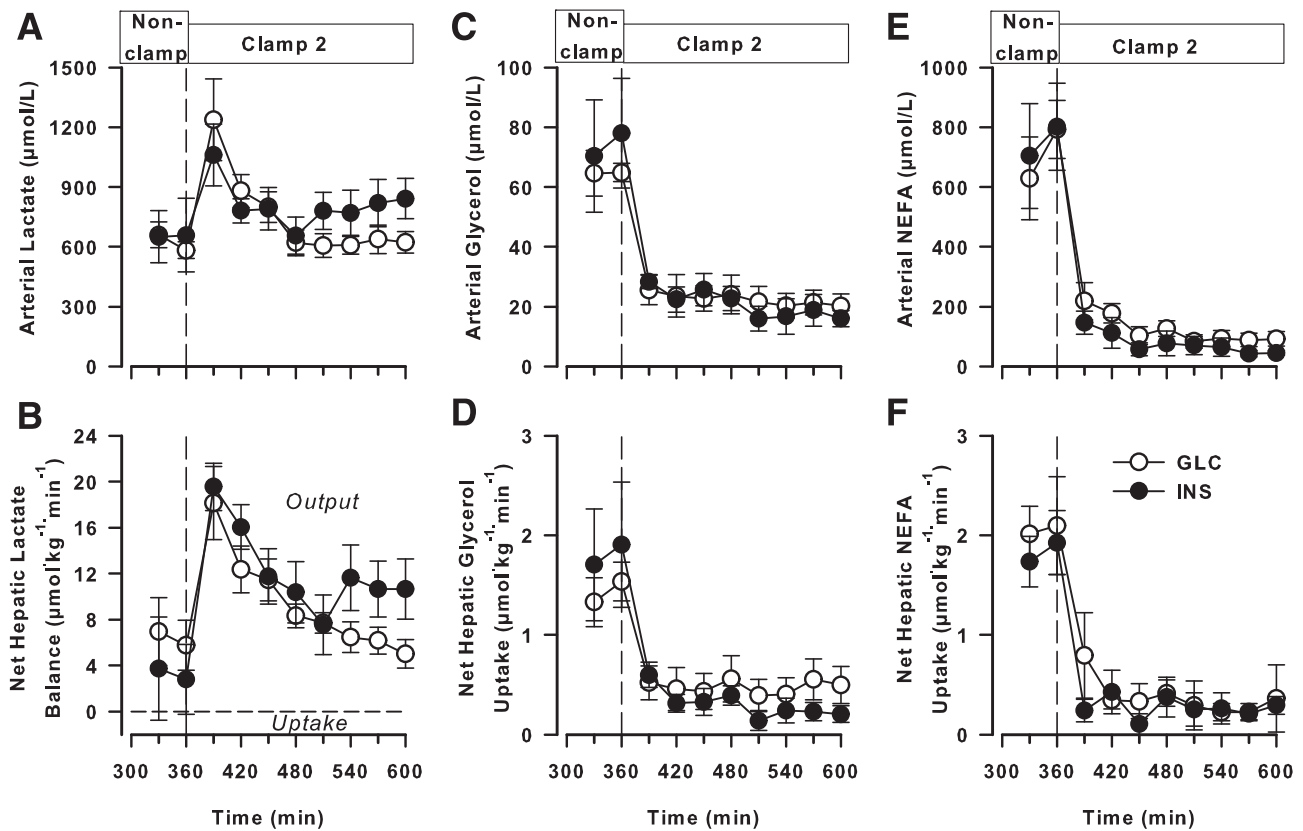 A
Non-
clamp
Clamp 2
1500
1200
900
600
300
0
Arterial Lactate (µmol/L)
C
Non-
clamp
Clamp 2
100
80
60
40
20
0
Arterial Glycerol (µmol/L)
E
Non-
clamp
Clamp 2
1000
800
600
400
200
0
Arterial NEFA (µmol/L)
B
24
20
16
12
8
4
0
Net Hepatic Lactate
Balance (µmol·kg⁻¹·min⁻¹)
Output
Uptake
300 360 420 480 540 600
Time (min)
D
3
2
1
0
Net Hepatic Glycerol
Uptake (µmol·kg⁻¹·min⁻¹)
300 360 420 480 540 600
Time (min)
F
3
2
1
0
Net Hepatic NEFA
Uptake (µmol·kg⁻¹·min⁻¹)
GLC
INS
300 360 420 480 540 600
Time (min)